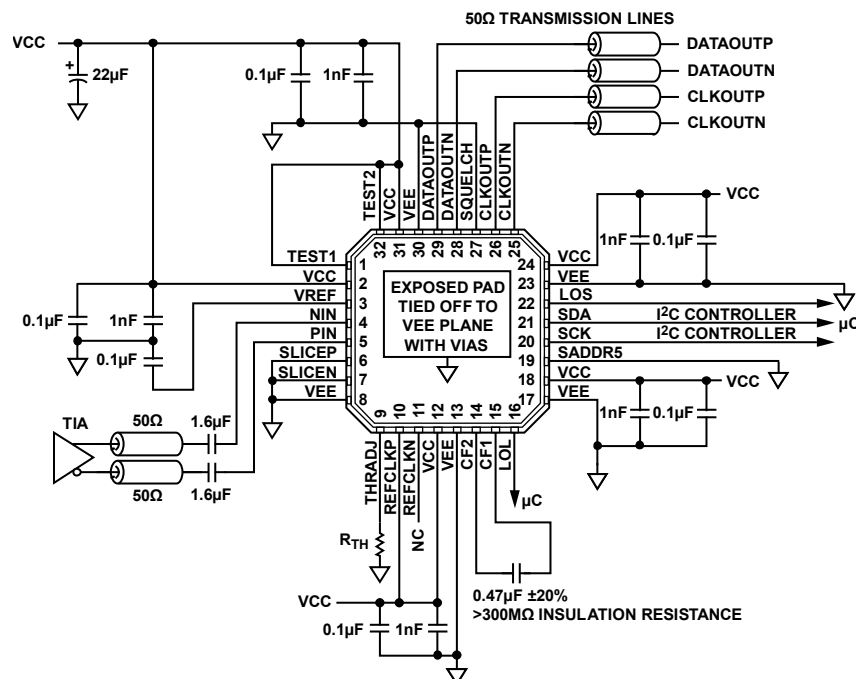 50Ω TRANSMISSION LINES
VCC
DATAOUTP
DATAOUTN
CLKOUTP
CLKOUTN
+
22µF
0.1µF
1nF
TEST2
VCC
VEE
DATAOUTP
DATAOUTN
SQUELCH
CLKOUTP
CLKOUTN
32
31
30
29
28
27
26
25
TEST1
1
VCC
2
VREF
3
NIN
4
PIN
5
SLICEP
6
SLICEN
7
VEE
8
EXPOSED PAD
TIED OFF TO
VEE PLANE
WITH VIAS
24
VCC
23
VEE
22
LOS
21
SDA
I2C CONTROLLER
20
SCK
I2C CONTROLLER
19
SADDR5
18
VCC
17
VEE
VCC
1nF
0.1µF
µC
VCC
1nF
0.1µF
0.1µF
1nF
0.1µF
TIA
50Ω
1.6µF
50Ω
1.6µF
9
10
11
12
13
14
15
16
THRADJ
REFCLKP
REFCLKN
VCC
VEE
CF2
CF1
LOL
µC
RTH
NC
0.47µF ±20%
>300MΩ INSULATION RESISTANCE
VCC
0.1µF
1nF